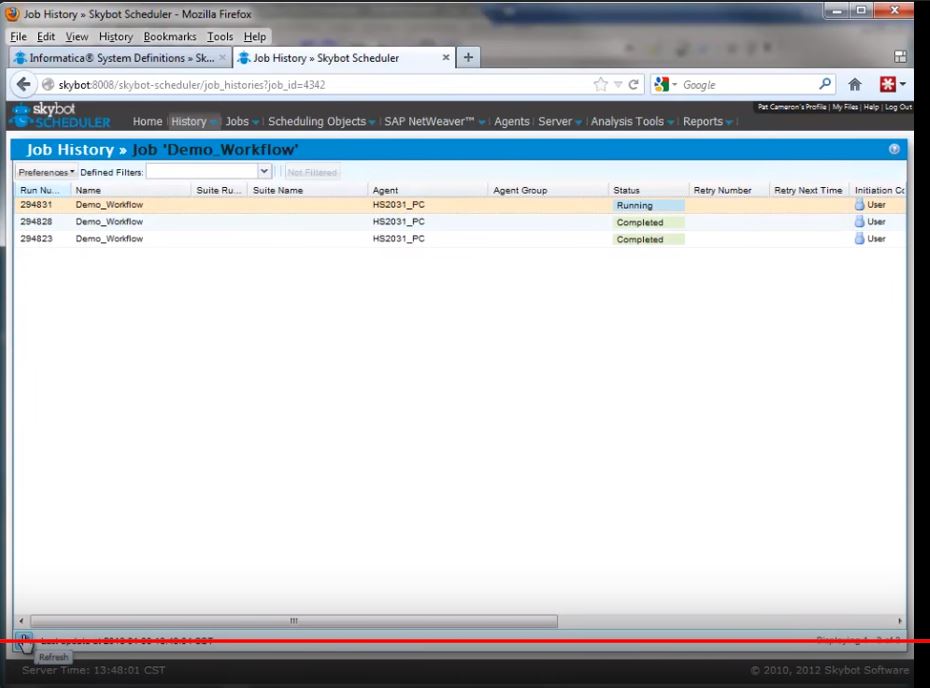 Job History » Skybot Scheduler - Mozilla Firefox
File Edit View History Bookmarks Tools Help
Informatica® System Definitions » Sk... × Job History » Skybot Scheduler × +
skybot:8008/skybot-scheduler/job_histories?job_id=4342 Google
skybot SCHEDULER
Pat Cameron's Profile | My Files | Help | Log Out
Home History Jobs Scheduling Objects SAP NetWeaver™ Agents Server Analysis Tools Reports
Job History » Job 'Demo_Workflow'
Preferences Defined Filters: Not Filtered
Run Nu... Name Suite Ru... Suite Name Agent Agent Group Status Retry Number Retry Next Time Initiation Co
294831 Demo_Workflow HS2031_PC Running User
294828 Demo_Workflow HS2031_PC Completed User
294823 Demo_Workflow HS2031_PC Completed User
Refresh
Server Time: 13:48:01 CST © 2010, 2012 Skybot Software